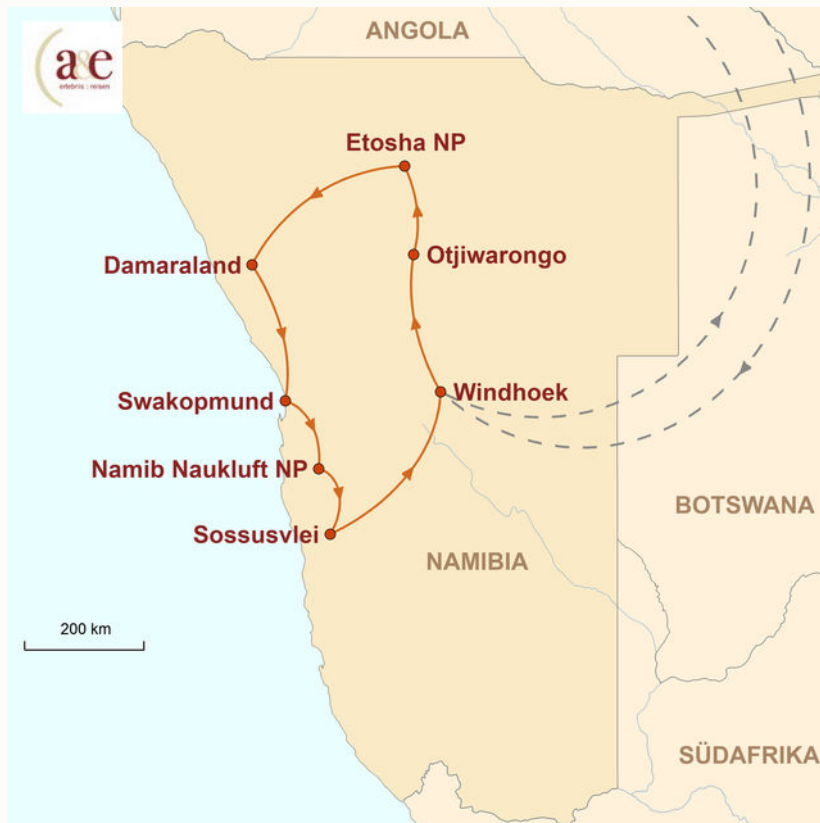 ANGOLA
a&e
erlebnis : reisen
Etosha NP
Damaraland
Otjiwarongo
Swakopmund
Windhoek
Namib Naukluft NP
Sossusvlei
BOTSWANA
NAMIBIA
200 km
SÜDAFRIKA